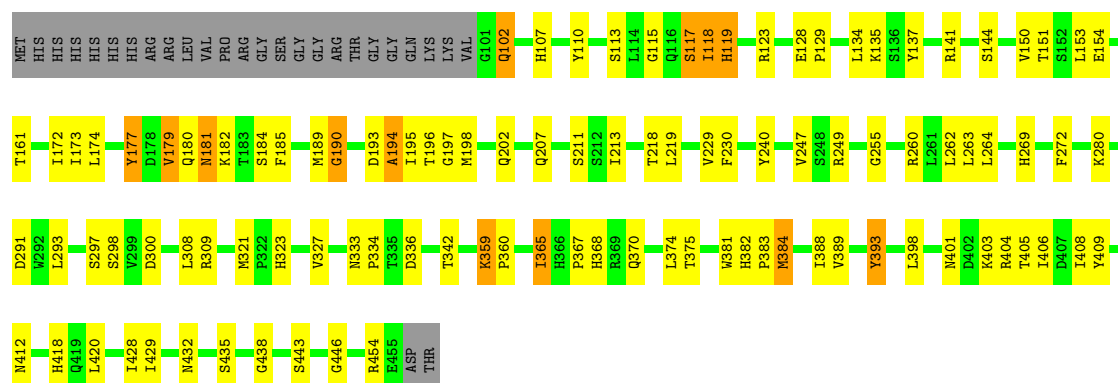 MET HIS HIS HIS HIS HIS HIS ARG ARG LEU VAL PRO ARG GLY SER GLY GLY ARG THR GLY GLY GLN LYS LYS VAL G101 Q102 H107 Y110 S113 L114 G115 Q116 S117 I118 H119 R123 E128 P129 L134 K135 S136 Y137 R141 S144 V150 T151 S152 L153 E154
T161 I172 I173 L174 Y177 D178 V179 Q180 N181 K182 T183 S184 F185 M189 G190 D193 A194 I195 T196 G197 M198 Q202 Q207 S211 S212 I213 T218 L219 V229 F230 Y240 V247 S248 R249 G255 R260 L261 L262 L263 L264 H269 F272 K280
D291 W292 L293 S297 S298 V299 D300 L308 R309 M321 P322 H323 V327 N333 P334 T335 D336 T342 K359 P360 I365 H366 P367 H368 R369 Q370 L374 T375 W381 H382 P383 M384 I388 V389 Y393 L398 N401 D402 K403 R404 T405 I406 D407 I408 Y409
N412 H418 Q419 L420 I428 I429 N432 S435 G438 S443 G446 R454 E455 ASP THR